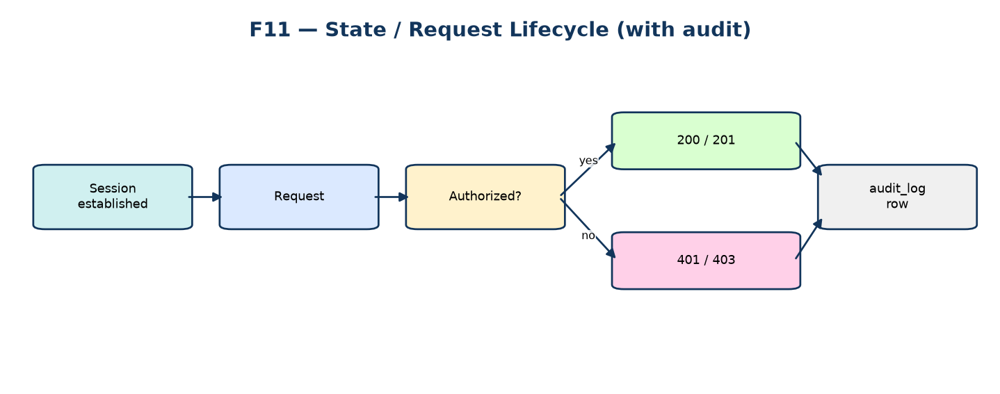 F11 — State / Request Lifecycle (with audit)
Session
established
Request
Authorized?
yes
no
200 / 201
401 / 403
audit_log
row